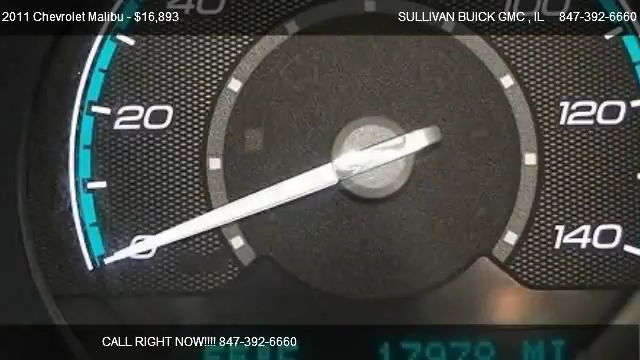 2011 Chevrolet Malibu - $16,893
SULLIVAN BUICK GMC , IL 847-392-6660
40
100
20
120
0
140
CALL RIGHT NOW!!!! 847-392-6660
17979 MI